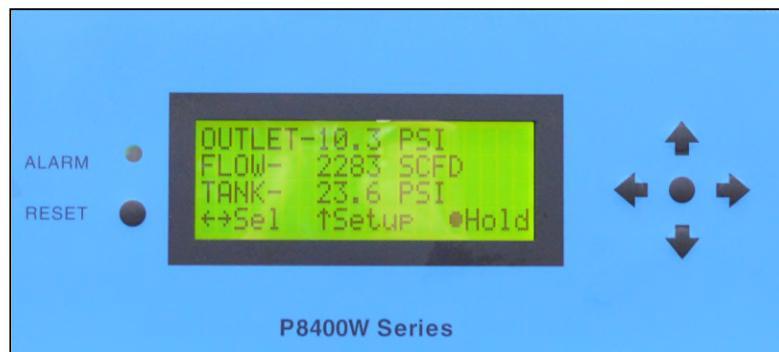 OUTLET-10.3 PSI
FLOW- 2283 SCFD
TANK- 23.6 PSI
←→Sel ↑Setup ●Hold
ALARM
RESET
P8400W Series